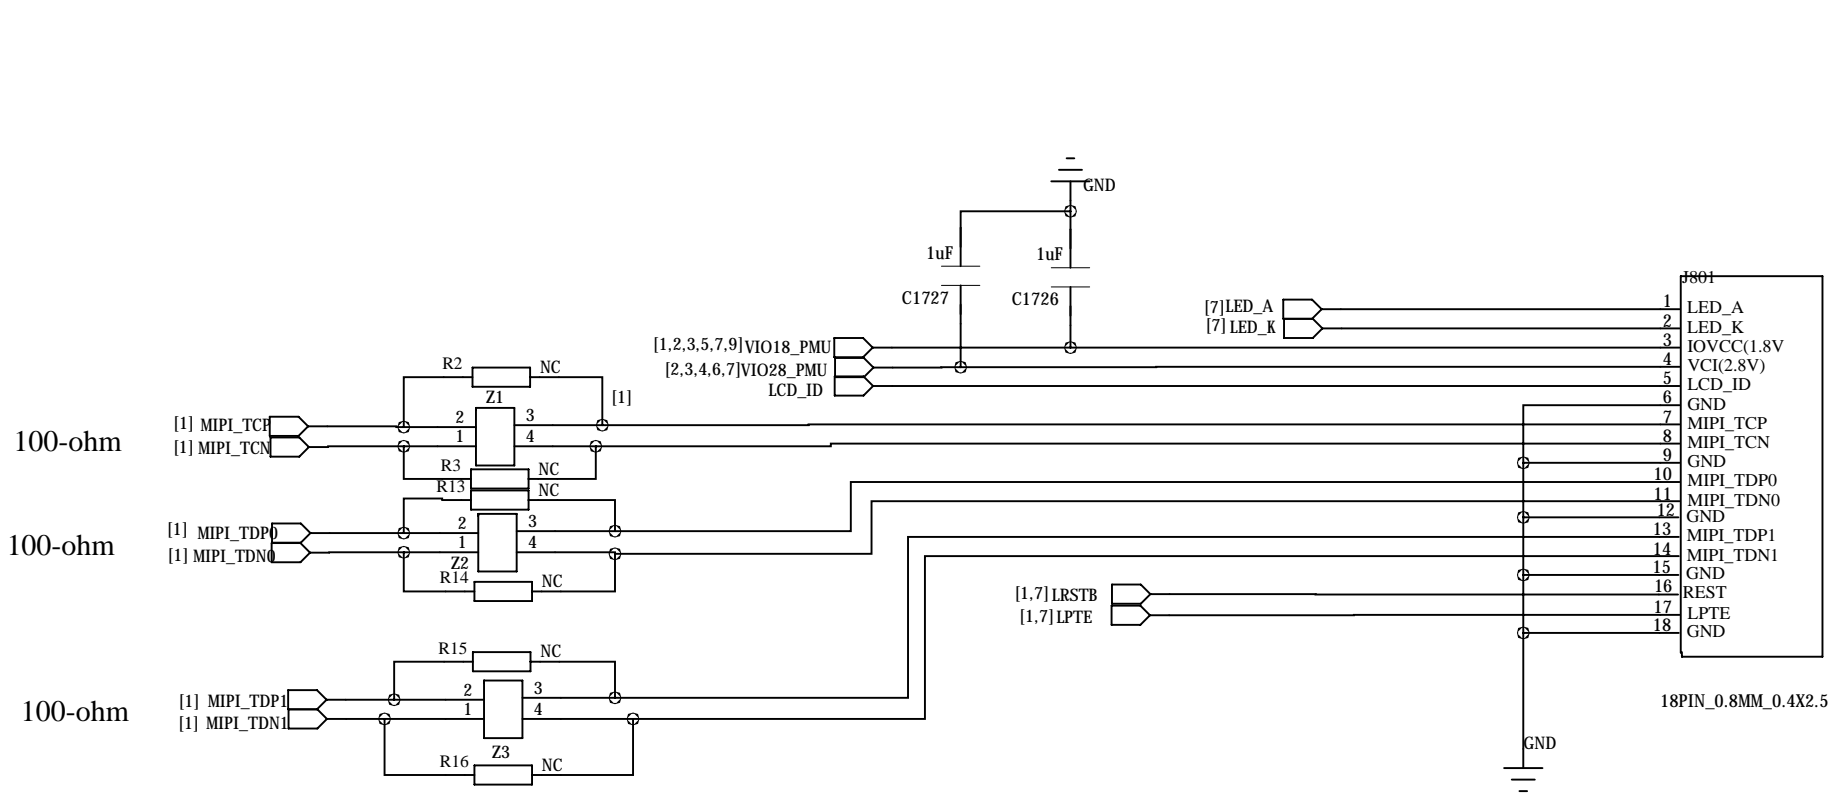 GND
1uF
1uF
C1727
C1726
J801
[7]LED_A
1
LED_A
[7] LED_K
2
LED_K
[1,2,3,5,7,9]VIO18_PMU
3
IOVCC(1.8V
[2,3,4,6,7]VIO28_PMU
4
VCI(2.8V)
LCD_ID
5
LCD_ID
6
GND
R2
NC
Z1
[1]
100-ohm
[1] MIPI_TCP
2
3
7
MIPI_TCP
[1] MIPI_TCN
1
4
8
MIPI_TCN
R3
NC
9
GND
R13
NC
10
MIPI_TDP0
11
MIPI_TDN0
12
GND
100-ohm
[1] MIPI_TDP0
2
3
13
MIPI_TDP1
[1] MIPI_TDN0
1
4
14
MIPI_TDN1
Z2
15
GND
R14
NC
[1,7] LRSTB
16
REST
[1,7] LPTE
17
LPTE
18
GND
R15
NC
100-ohm
[1] MIPI_TDP1
2
3
[1] MIPI_TDN1
1
4
Z3
R16
NC
18PIN_0.8MM_0.4X2.5
GND